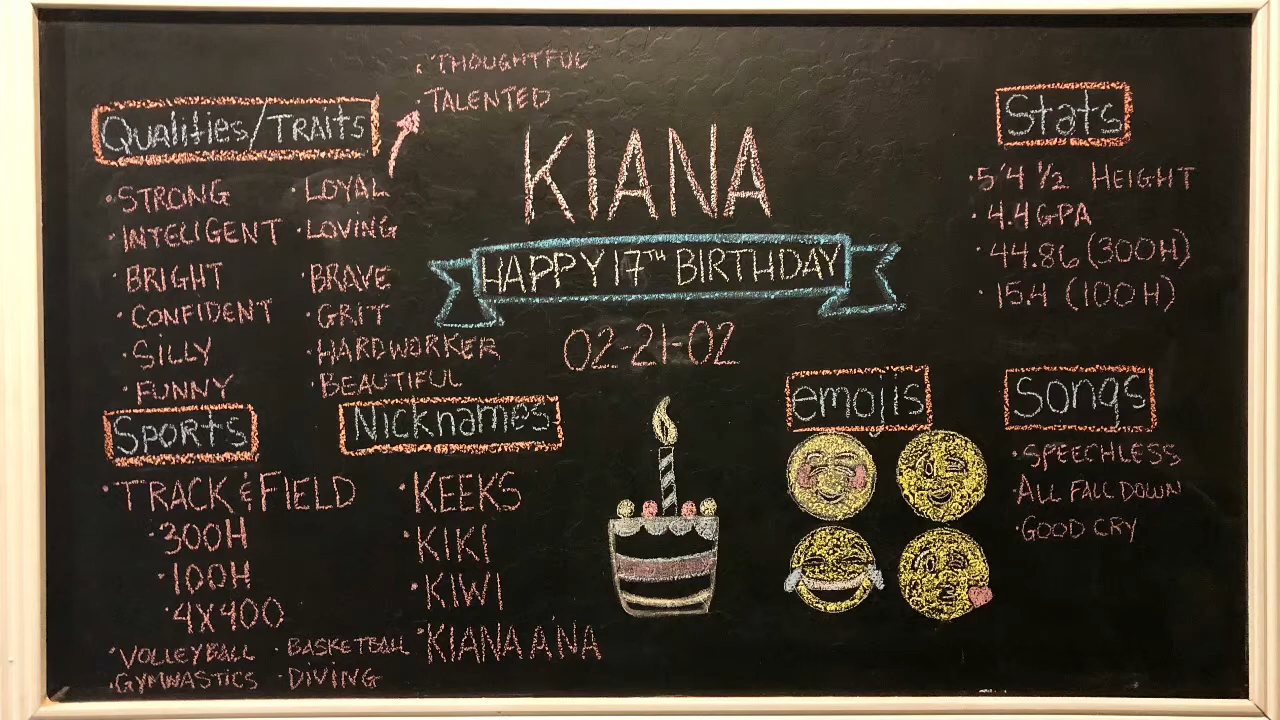 · THOUGHTFUL
· TALENTED
Qualities/TRAITS
· STRONG
· INTELIGENT
· BRIGHT
· CONFIDENT
· SILLY
· FUNNY
· LOYAL
· LOVING
· BRAVE
· GRIT
· HARDWORKER
· BEAUTIFUL
KIANA
HAPPY 17TH BIRTHDAY
02-21-02
Stats
· 5'4 1/2 HEIGHT
· 4.4 GPA
· 44.86 (300H)
· 15.4 (100H)
Sports
· TRACK & FIELD
· 300H
· 100H
· 4X400
· VOLLEYBALL · BASKETBALL
· GYMWASTICS · DIVING
Nicknames
· KEEKS
· KIKI
· KIWI
· KIANAANA
emojis
songs
· SPEECHLESS
· ALL FALL DOWN
· GOOD CRY